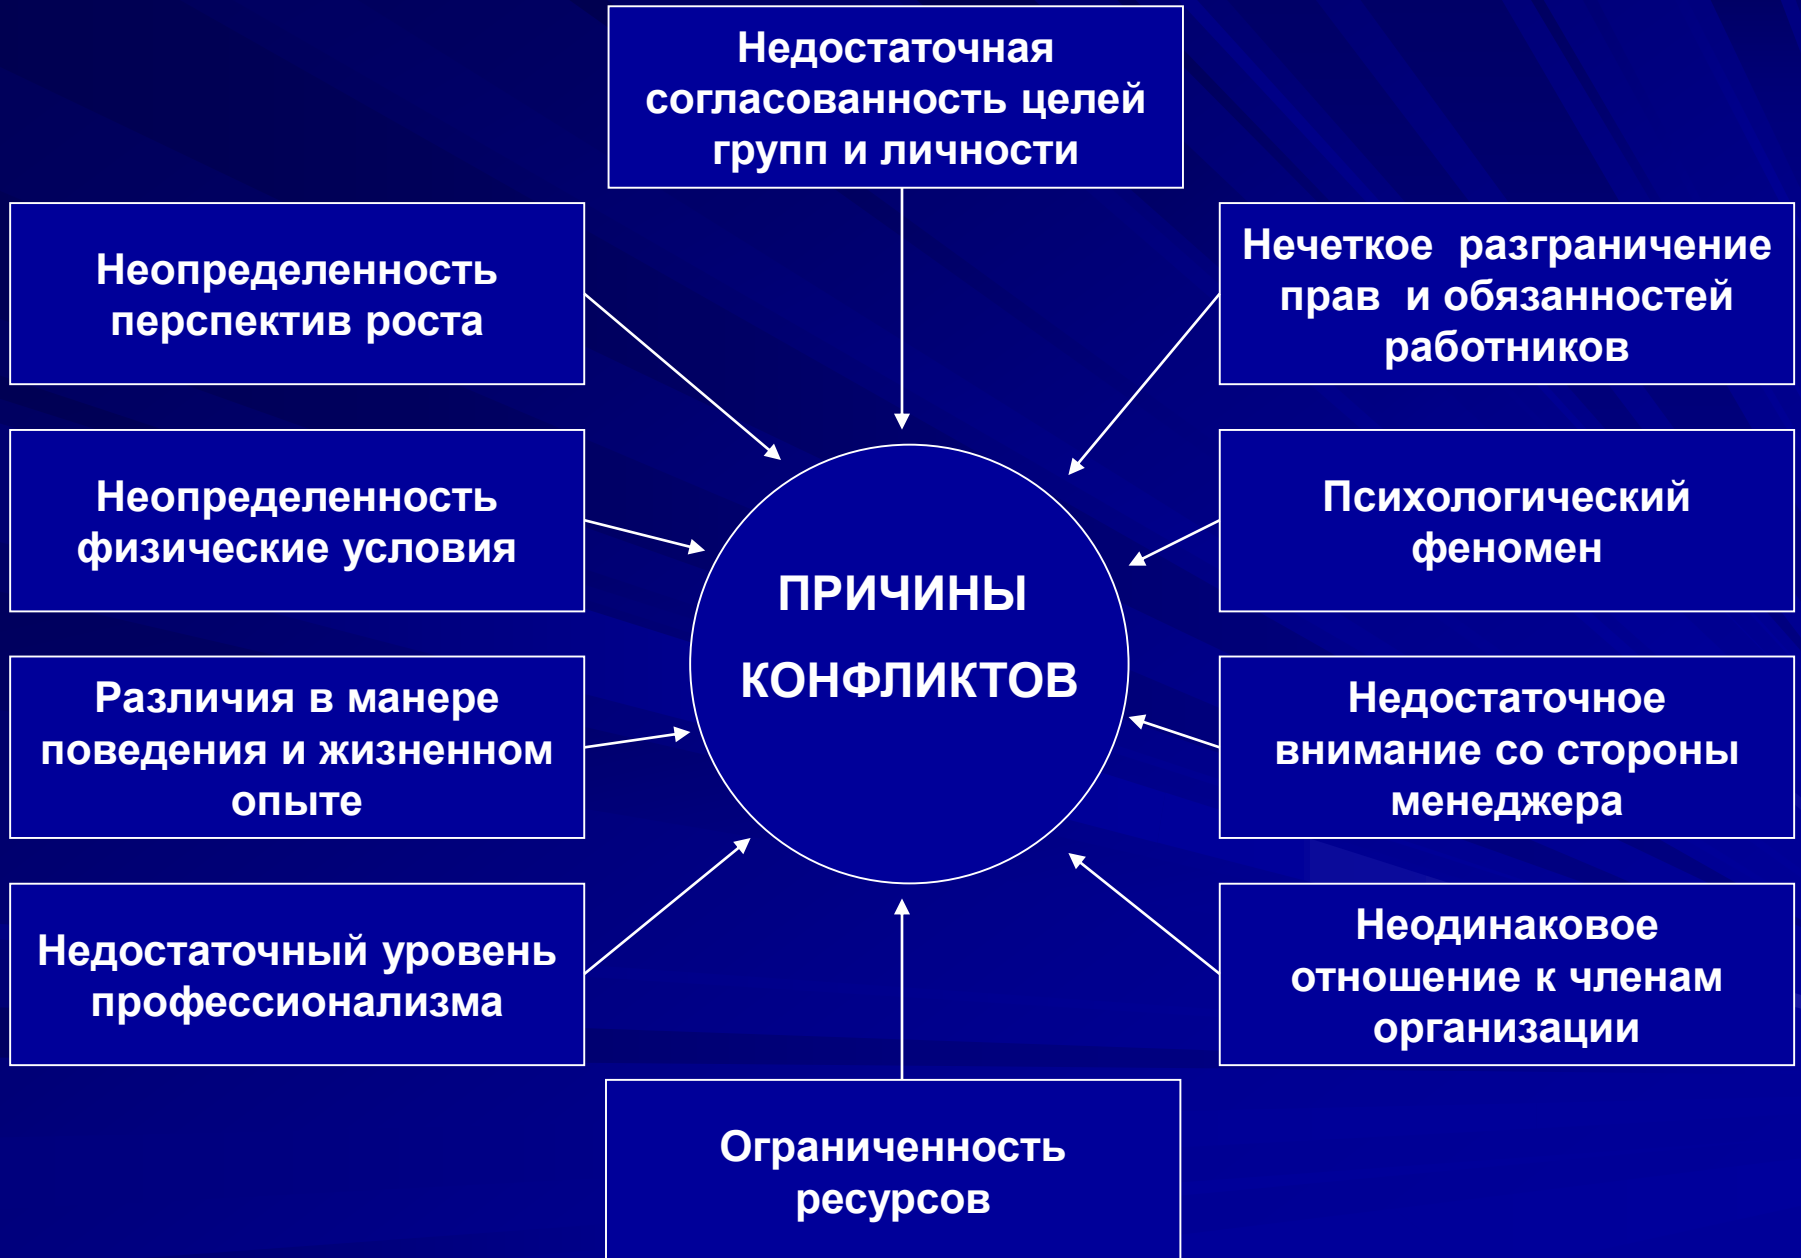 Недостаточная
согласованность целей
групп и личности
Неопределенность
перспектив роста
Нечеткое разграничение
прав и обязанностей
работников
Неопределенность
физические условия
Психологический
феномен
ПРИЧИНЫ
КОНФЛИКТОВ
Различия в манере
поведения и жизненном
опыте
Недостаточное
внимание со стороны
менеджера
Недостаточный уровень
профессионализма
Неодинаковое
отношение к членам
организации
Ограниченность
ресурсов